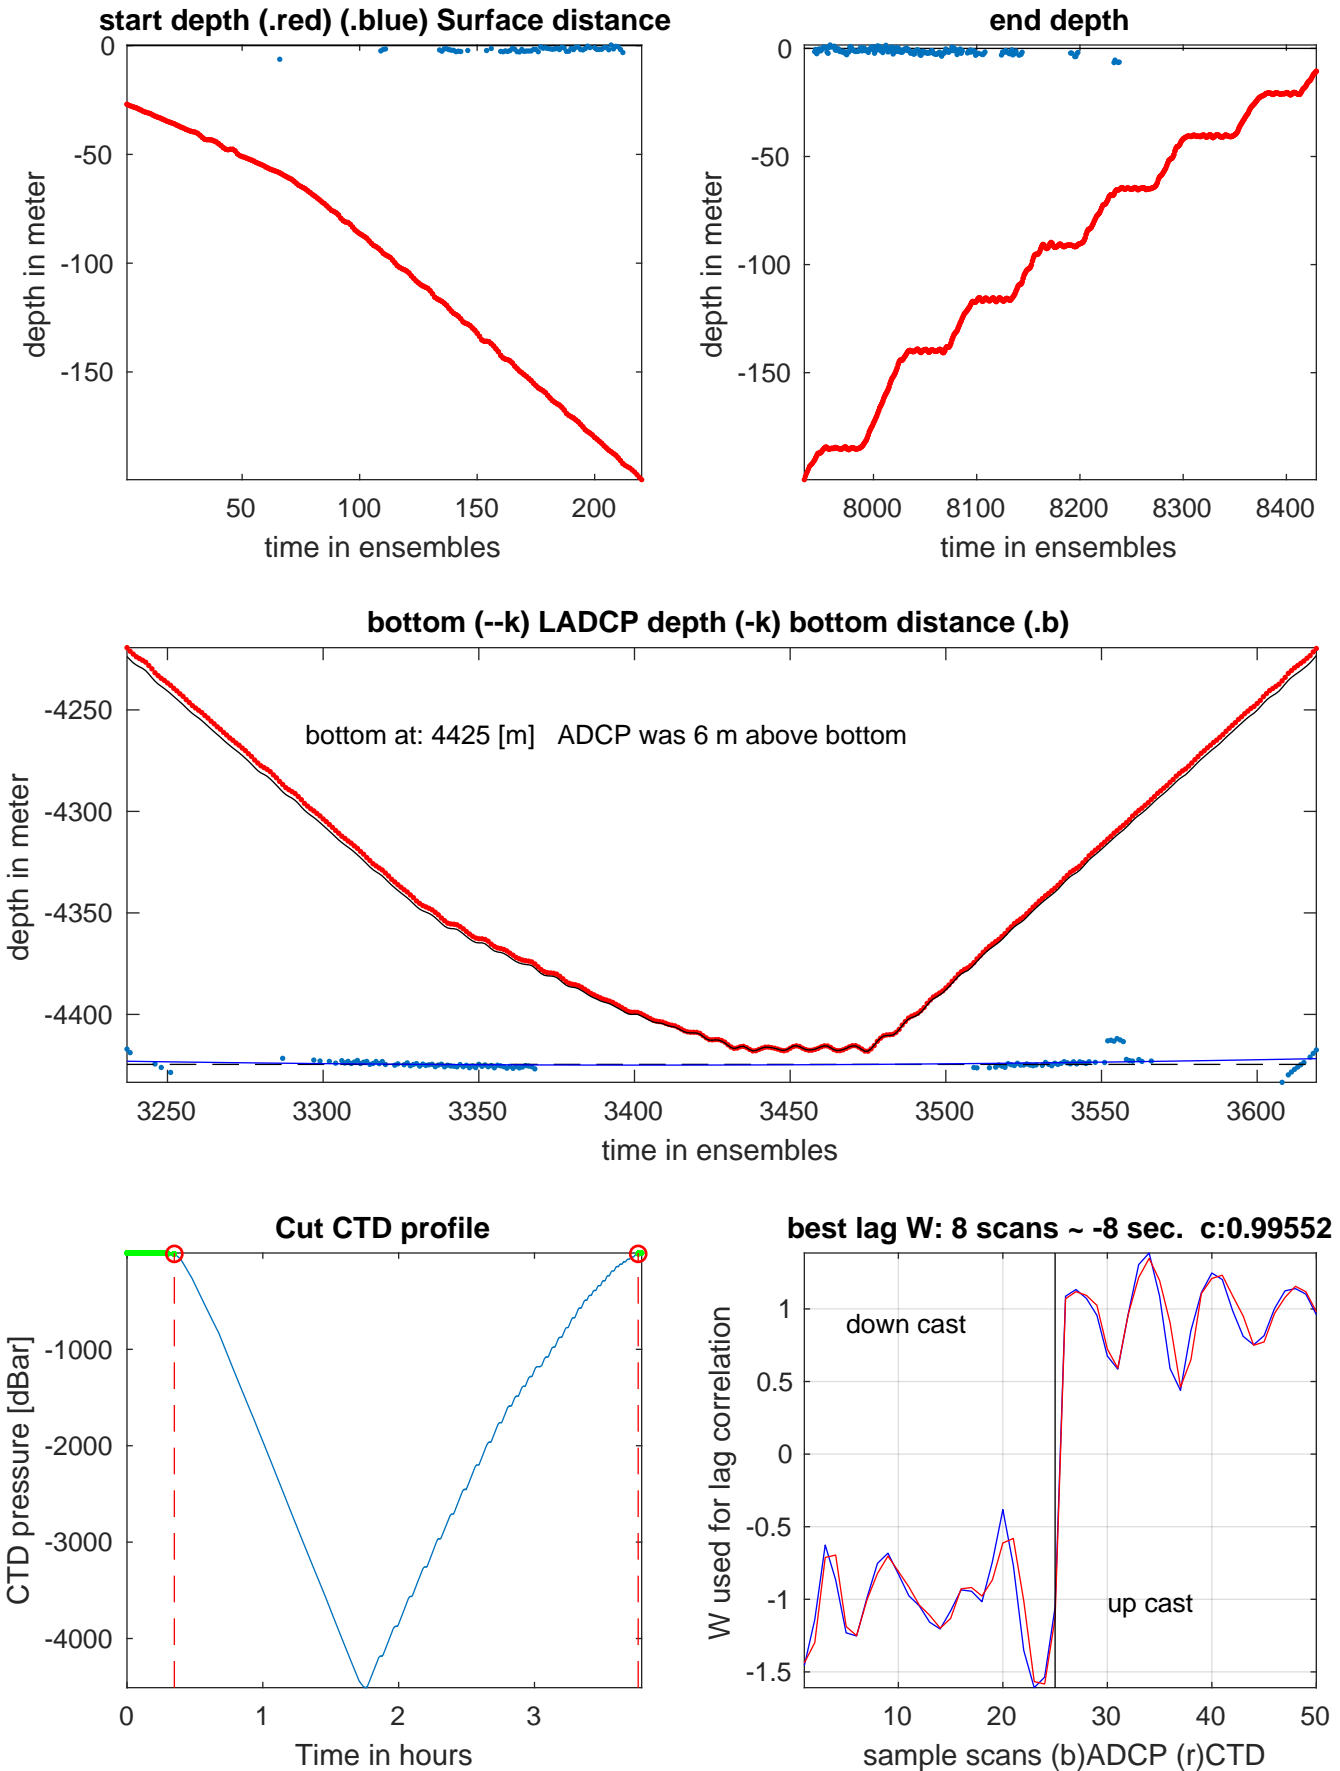 start depth (.red) (.blue) Surface distance
0
-50
-100
-150
depth in meter
50 100 150 200
time in ensembles
end depth
0
-50
-100
-150
depth in meter
8000 8100 8200 8300 8400
time in ensembles
bottom (--k) LADCP depth (-k) bottom distance (.b)
bottom at: 4425 [m] ADCP was 6 m above bottom
-4250
-4300
-4350
-4400
depth in meter
3250 3300 3350 3400 3450 3500 3550 3600
time in ensembles
Cut CTD profile
-1000
-2000
-3000
-4000
CTD pressure [dBar]
0 1 2 3
Time in hours
best lag W: 8 scans ~ -8 sec. c:0.99552
down cast
up cast
1
0.5
0
-0.5
-1
-1.5
W used for lag correlation
10 20 30 40 50
sample scans (b)ADCP (r)CTD